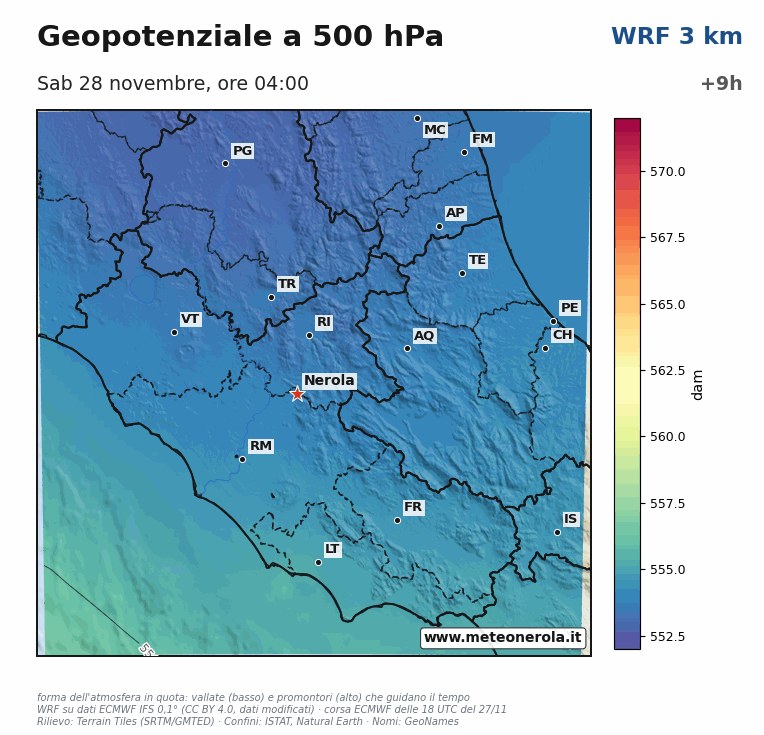 Geopotenziale a 500 hPa
WRF 3 km
Sab 28 novembre, ore 04:00
+9h
MC
FM
PG
AP
TE
TR
PE
VT
RI
AQ
CH
Nerola
RM
FR
IS
LT
www.meteonerola.it
570.0
567.5
565.0
562.5
560.0
557.5
555.0
552.5
dam
forma dell'atmosfera in quota: vallate (basso) e promontori (alto) che guidano il tempo
WRF su dati ECMWF IFS 0,1° (CC BY 4.0, dati modificati) · corsa ECMWF delle 18 UTC del 27/11
Rilievo: Terrain Tiles (SRTM/GMTED) · Confini: ISTAT, Natural Earth · Nomi: GeoNames